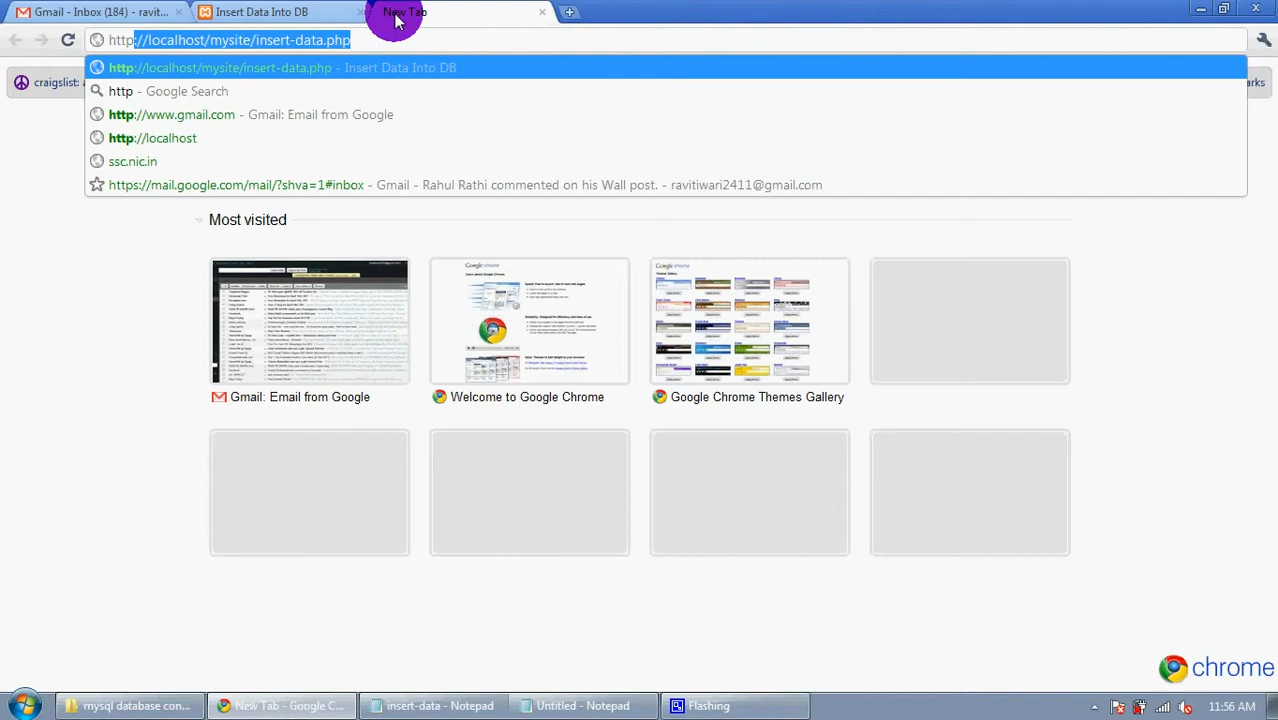 Gmail - Inbox (184) - ravit...
Insert Data Into DB
New Tab
http://localhost/mysite/insert-data.php
craigslist:
arks
http://localhost/mysite/insert-data.php - Insert Data Into DB
http - Google Search
http://www.gmail.com - Gmail: Email from Google
http://localhost
ssc.nic.in
https://mail.google.com/mail/?shva=1#inbox - Gmail - Rahul Rathi commented on his Wall post. - ravitiwari2411@gmail.com
Most visited
Gmail: Email from Google
Welcome to Google Chrome
Google Chrome Themes Gallery
chrome
mysql database con...
New Tab - Google C...
insert-data - Notepad
Untitled - Notepad
Flashing
11:56 AM